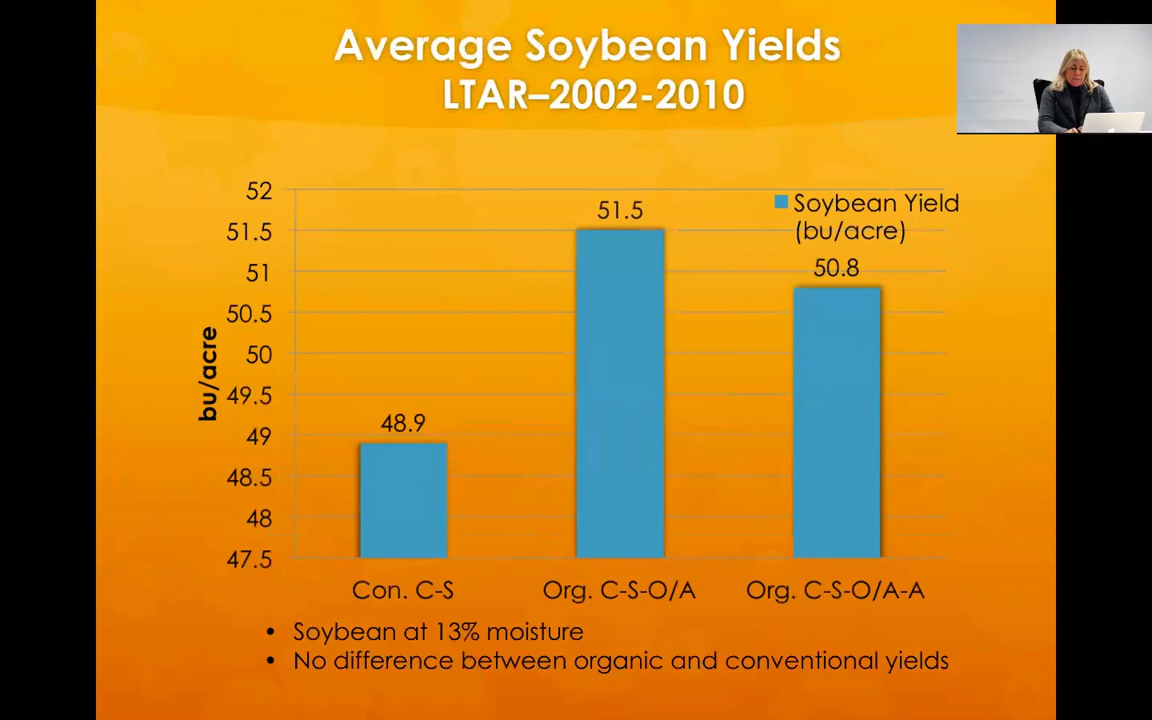 Average Soybean Yields
LTAR–2002-2010
Soybean Yield
(bu/acre)
52
51.5
51
50.5
50
49.5
49
48.5
48
47.5
bu/acre
48.9
51.5
50.8
Con. C-S
Org. C-S-O/A
Org. C-S-O/A-A
• Soybean at 13% moisture
• No difference between organic and conventional yields